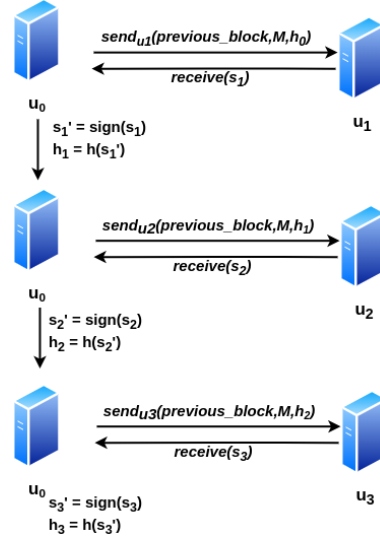 send_u1(previous_block,M,h_0)
receive(s_1)
u_0
u_1
s_1' = sign(s_1)
h_1 = h(s_1')
send_u2(previous_block,M,h_1)
receive(s_2)
u_0
u_2
s_2' = sign(s_2)
h_2 = h(s_2')
send_u3(previous_block,M,h_2)
receive(s_3)
u_0
u_3
s_3' = sign(s_3)
h_3 = h(s_3')